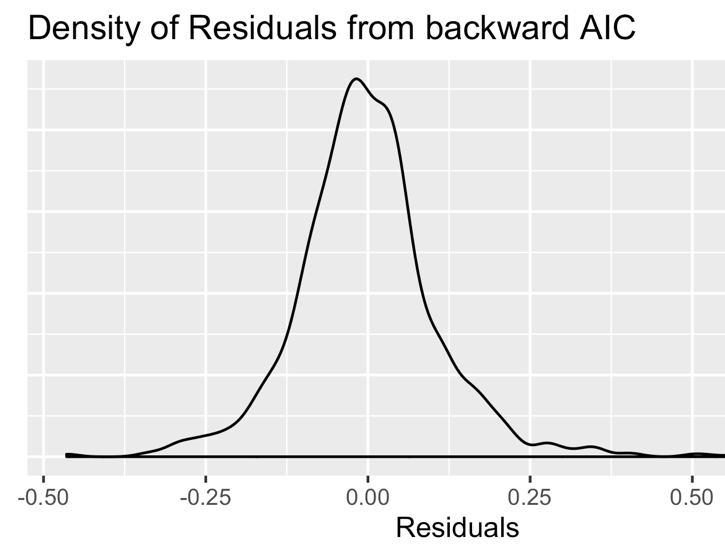 Density of Residuals from backward AIC
-0.50 -0.25 0.00 0.25 0.50
Residuals